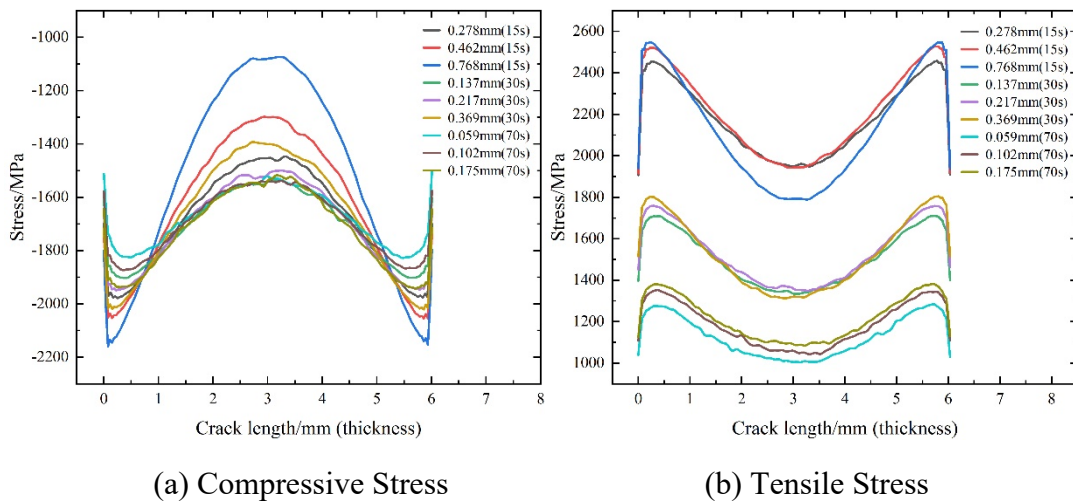 -1000
-1200
-1400
-1600
-1800
-2000
-2200
Stress/MPa
0.278mm(15s)
0.462mm(15s)
0.768mm(15s)
0.137mm(30s)
0.217mm(30s)
0.369mm(30s)
0.059mm(70s)
0.102mm(70s)
0.175mm(70s)
0 1 2 3 4 5 6 7 8
Crack length/mm (thickness)
(a) Compressive Stress
2600
2400
2200
2000
1800
1600
1400
1200
1000
Stress/MPa
0.278mm(15s)
0.462mm(15s)
0.768mm(15s)
0.137mm(30s)
0.217mm(30s)
0.369mm(30s)
0.059mm(70s)
0.102mm(70s)
0.175mm(70s)
0 1 2 3 4 5 6 7 8
Crack length/mm (thickness)
(b) Tensile Stress